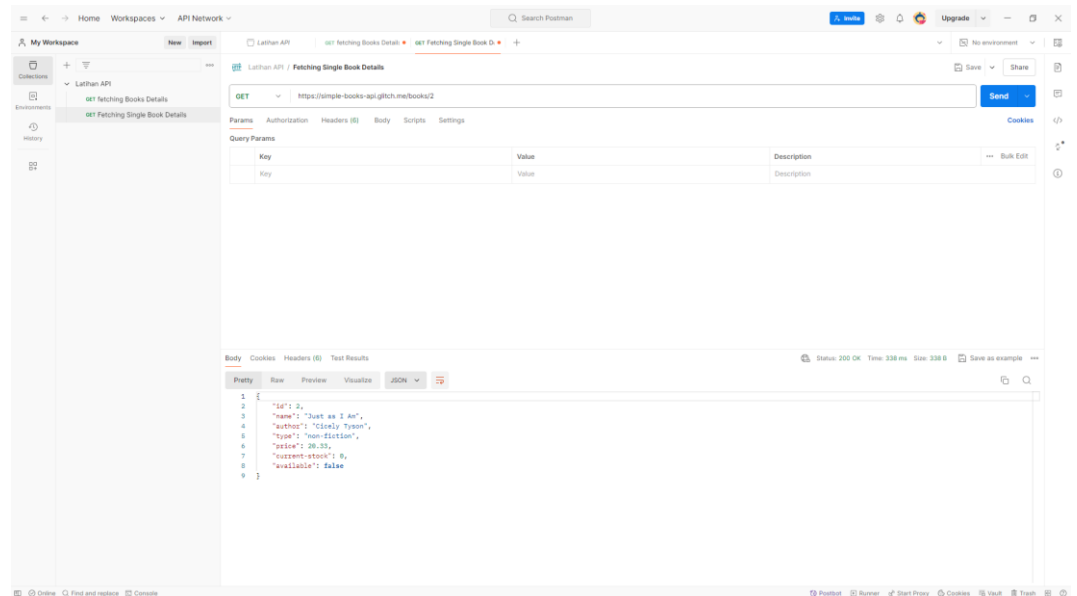 Home Workspaces API Network Search Postman Invite Upgrade
My Workspace New Import Latihan API GET fetching Books Details GET Fetching Single Book D No environment
Collections
Environments
History
Latihan API
GET fetching Books Details
GET Fetching Single Book Details
Latihan API / Fetching Single Book Details Save Share
GET https://simple-books-api.glitch.me/books/2 Send
Params Authorization Headers (6) Body Scripts Settings Cookies
Query Params
Key Value Description Bulk Edit
Key Value Description
Body Cookies Headers (6) Test Results Status: 200 OK Time: 338 ms Size: 338 B Save as example
Pretty Raw Preview Visualize JSON
1 {
2 "id": 2,
3 "name": "Just as I Am",
4 "author": "Cicely Tyson",
5 "type": "non-fiction",
6 "price": 20.33,
7 "current-stock": 0,
8 "available": false
9 }
Online Find and replace Console Postbot Runner Start Proxy Cookies Vault Trash